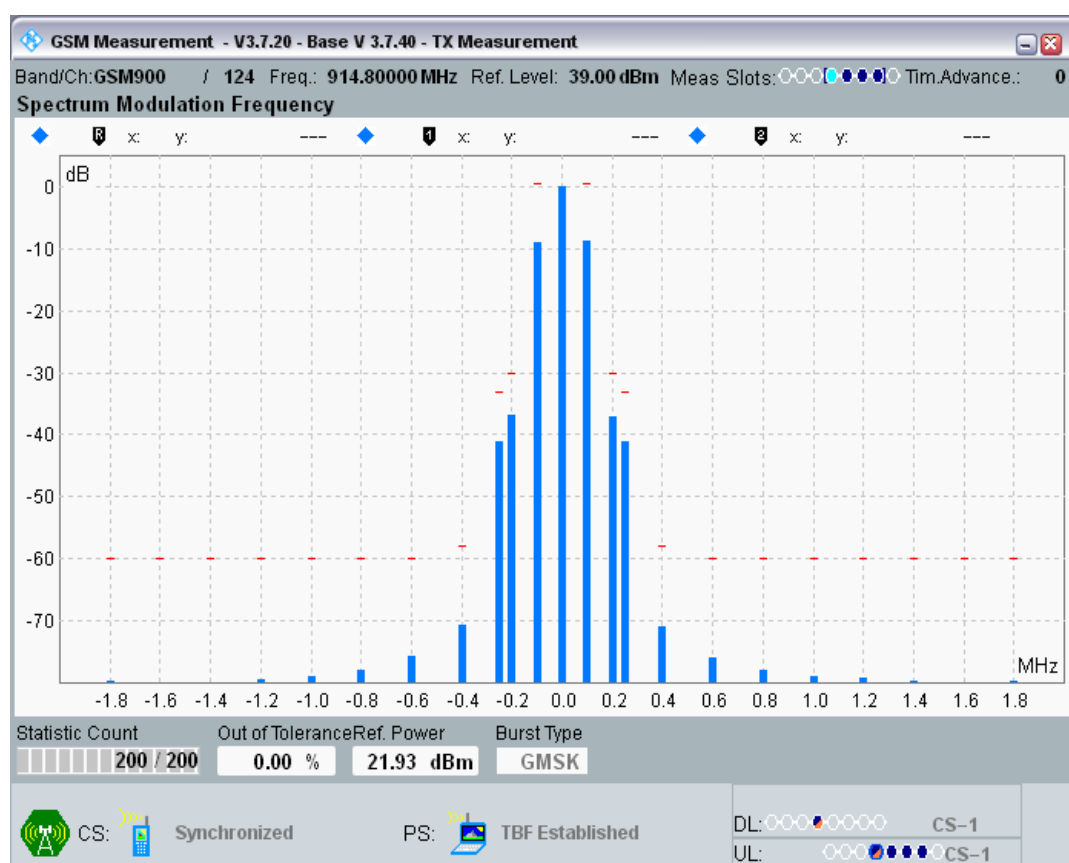 GSM Measurement - V3.7.20 - Base V 3.7.40 - TX Measurement
Band/Ch:GSM900 / 124 Freq.: 914.80000 MHz Ref. Level: 39.00 dBm Meas Slots: Tim.Advance.: 0
Spectrum Modulation Frequency
R x: y: --- 1 x: y: --- 2 x: y: ---
dB
0
-10
-20
-30
-40
-50
-60
-70
MHz
-1.8 -1.6 -1.4 -1.2 -1.0 -0.8 -0.6 -0.4 -0.2 0.0 0.2 0.4 0.6 0.8 1.0 1.2 1.4 1.6 1.8
Statistic Count Out of Tolerance Ref. Power Burst Type
200 / 200 0.00 % 21.93 dBm GMSK
CS: Synchronized PS: TBF Established
DL: CS-1
UL: CS-1